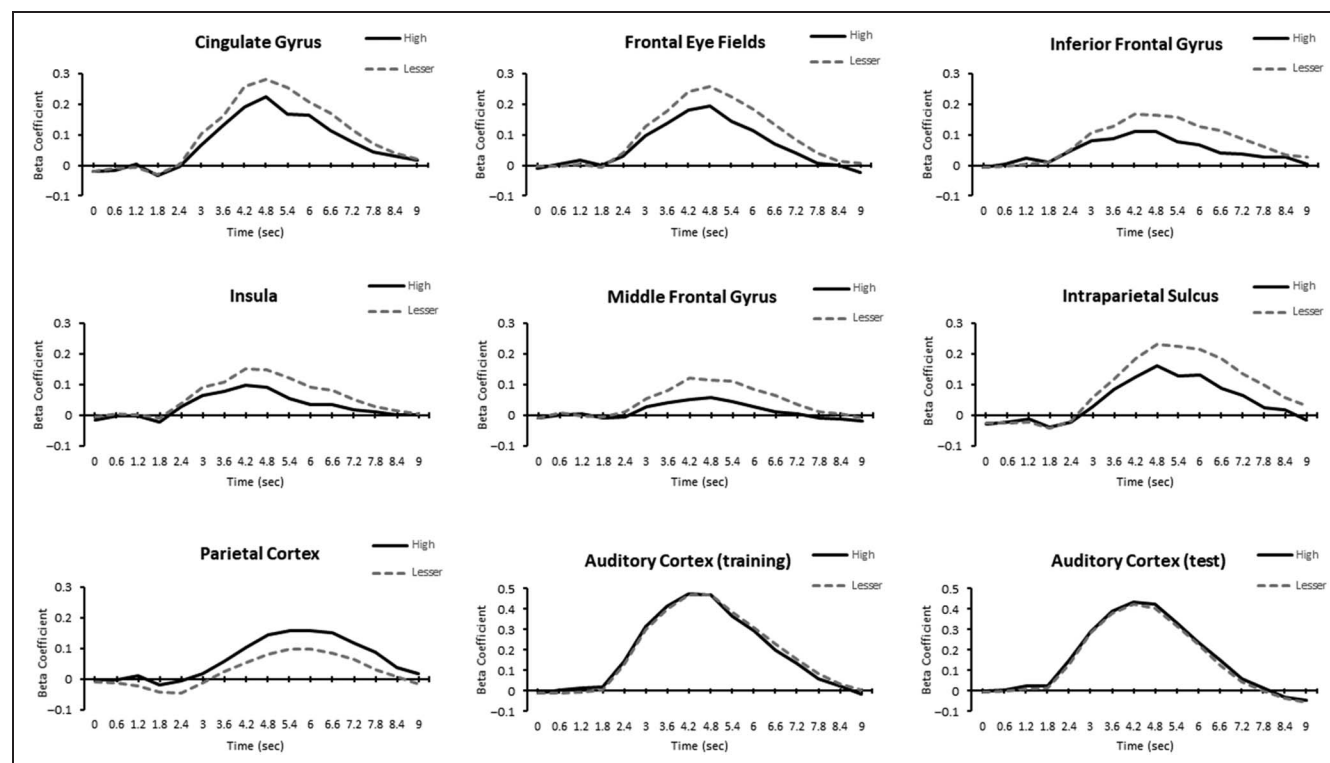 Cingulate Gyrus
High
Lesser
Beta Coefficient
0.3
0.2
0.1
0
−0.1
0 0.6 1.2 1.8 2.4 3 3.6 4.2 4.8 5.4 6 6.6 7.2 7.8 8.4 9
Time (sec)
Frontal Eye Fields
High
Lesser
Beta Coefficient
0.3
0.2
0.1
0
−0.1
0 0.6 1.2 1.8 2.4 3 3.6 4.2 4.8 5.4 6 6.6 7.2 7.8 8.4 9
Time (sec)
Inferior Frontal Gyrus
High
Lesser
Beta Coefficient
0.3
0.2
0.1
0
−0.1
0 0.6 1.2 1.8 2.4 3 3.6 4.2 4.8 5.4 6 6.6 7.2 7.8 8.4 9
Time (sec)
Insula
High
Lesser
Beta Coefficient
0.3
0.2
0.1
0
−0.1
0 0.6 1.2 1.8 2.4 3 3.6 4.2 4.8 5.4 6 6.6 7.2 7.8 8.4 9
Time (sec)
Middle Frontal Gyrus
High
Lesser
Beta Coefficient
0.3
0.2
0.1
0
−0.1
0 0.6 1.2 1.8 2.4 3 3.6 4.2 4.8 5.4 6 6.6 7.2 7.8 8.4 9
Time (sec)
Intraparietal Sulcus
High
Lesser
Beta Coefficient
0.3
0.2
0.1
0
−0.1
0 0.6 1.2 1.8 2.4 3 3.6 4.2 4.8 5.4 6 6.6 7.2 7.8 8.4 9
Time (sec)
Parietal Cortex
High
Lesser
Beta Coefficient
0.3
0.2
0.1
0
−0.1
0 0.6 1.2 1.8 2.4 3 3.6 4.2 4.8 5.4 6 6.6 7.2 7.8 8.4 9
Time (sec)
Auditory Cortex (training)
High
Lesser
Beta Coefficient
0.5
0.4
0.3
0.2
0.1
0
−0.1
0 0.6 1.2 1.8 2.4 3 3.6 4.2 4.8 5.4 6 6.6 7.2 7.8 8.4 9
Time (sec)
Auditory Cortex (test)
High
Lesser
Beta Coefficient
0.5
0.4
0.3
0.2
0.1
0
−0.1
0 0.6 1.2 1.8 2.4 3 3.6 4.2 4.8 5.4 6 6.6 7.2 7.8 8.4 9
Time (sec)